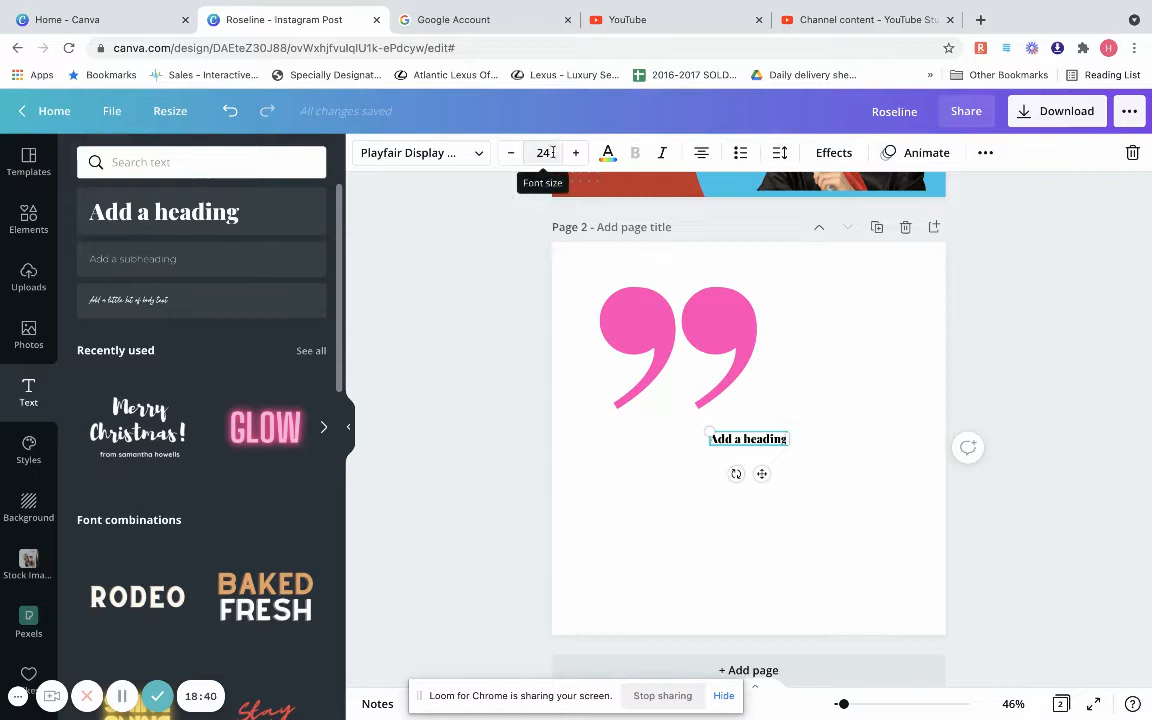 Home - Canva
Roseline - Instagram Post
Google Account
YouTube
Channel content - YouTube Stu
canva.com/design/DAEteZ30J88/ovWxhjfvuIqIU1k-ePdcyw/edit#
Apps
Bookmarks
Sales - Interactive...
Specially Designat...
Atlantic Lexus Of...
Lexus - Luxury Se...
2016-2017 SOLD...
Daily delivery she...
»
Other Bookmarks
Reading List
Home
File
Resize
All changes saved
Roseline
Share
Download
Templates
Elements
Uploads
Photos
Text
Styles
Background
Stock Ima...
Pexels
Search text
Add a heading
Add a subheading
Add a little bit of body text
Recently used
See all
Merry
Christmas!
from samantha howells
GLOW
Font combinations
RODEO
BAKED
FRESH
Stay
18:40
Playfair Display ...
24
B
I
Effects
Animate
Font size
Page 2 - Add page title
”
Add a heading
+ Add page
Loom for Chrome is sharing your screen.
Stop sharing
Hide
Notes
46%
2